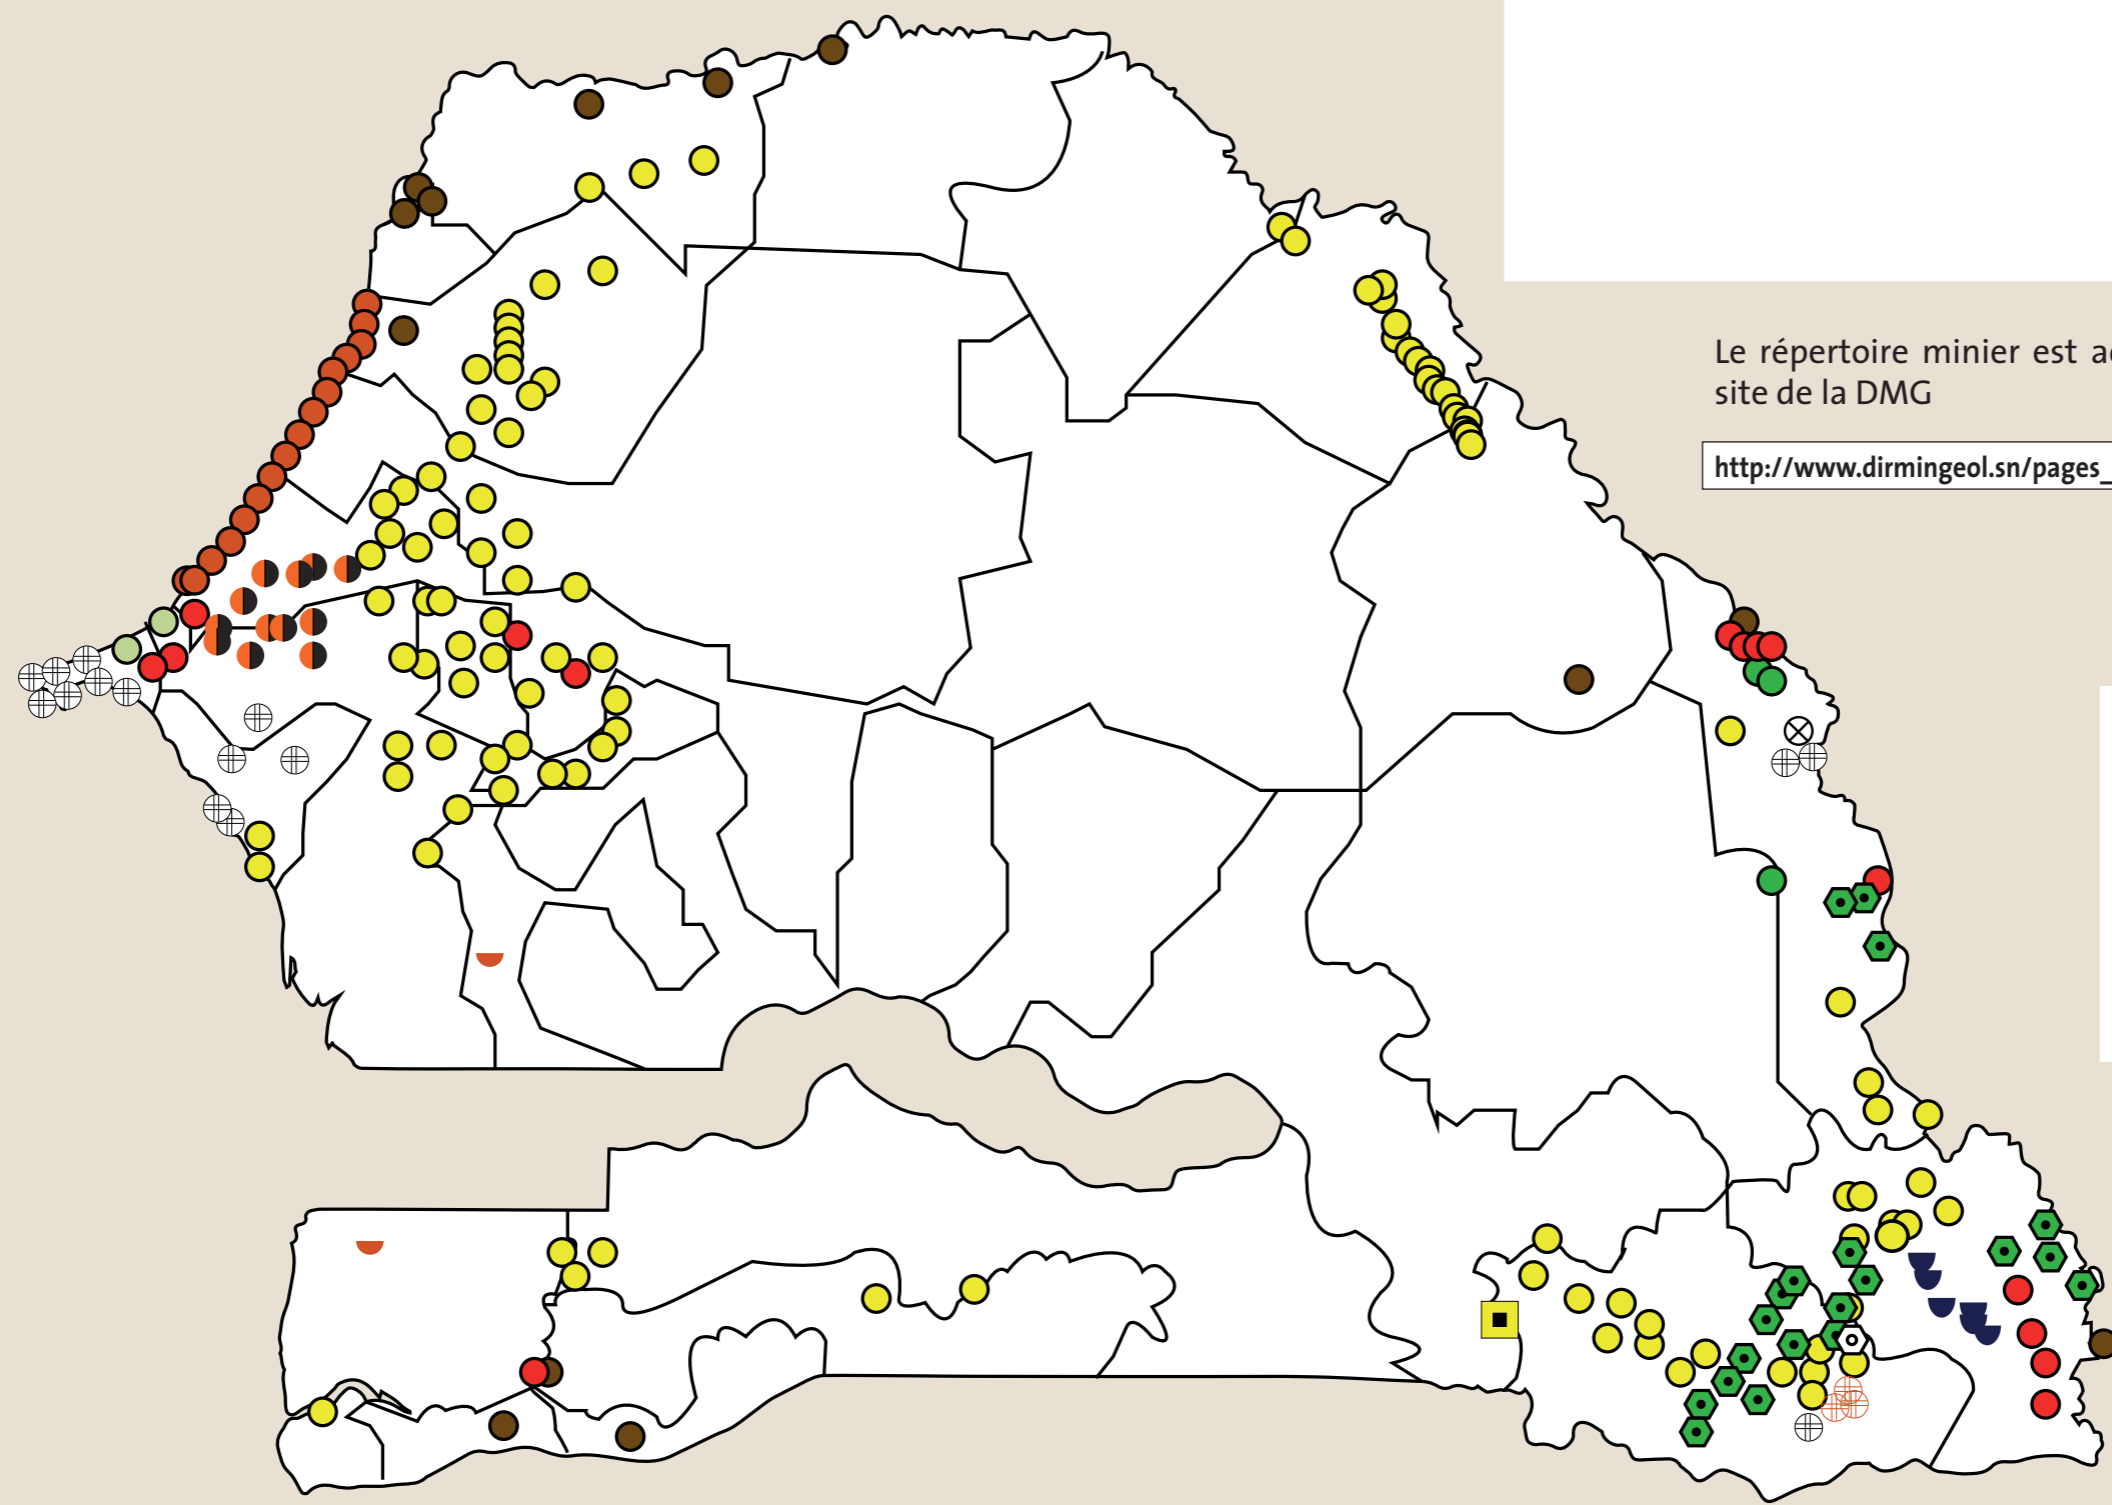 Le répertoire minier est
site de la DMG
http://www.dirmingeol.sn/pages_